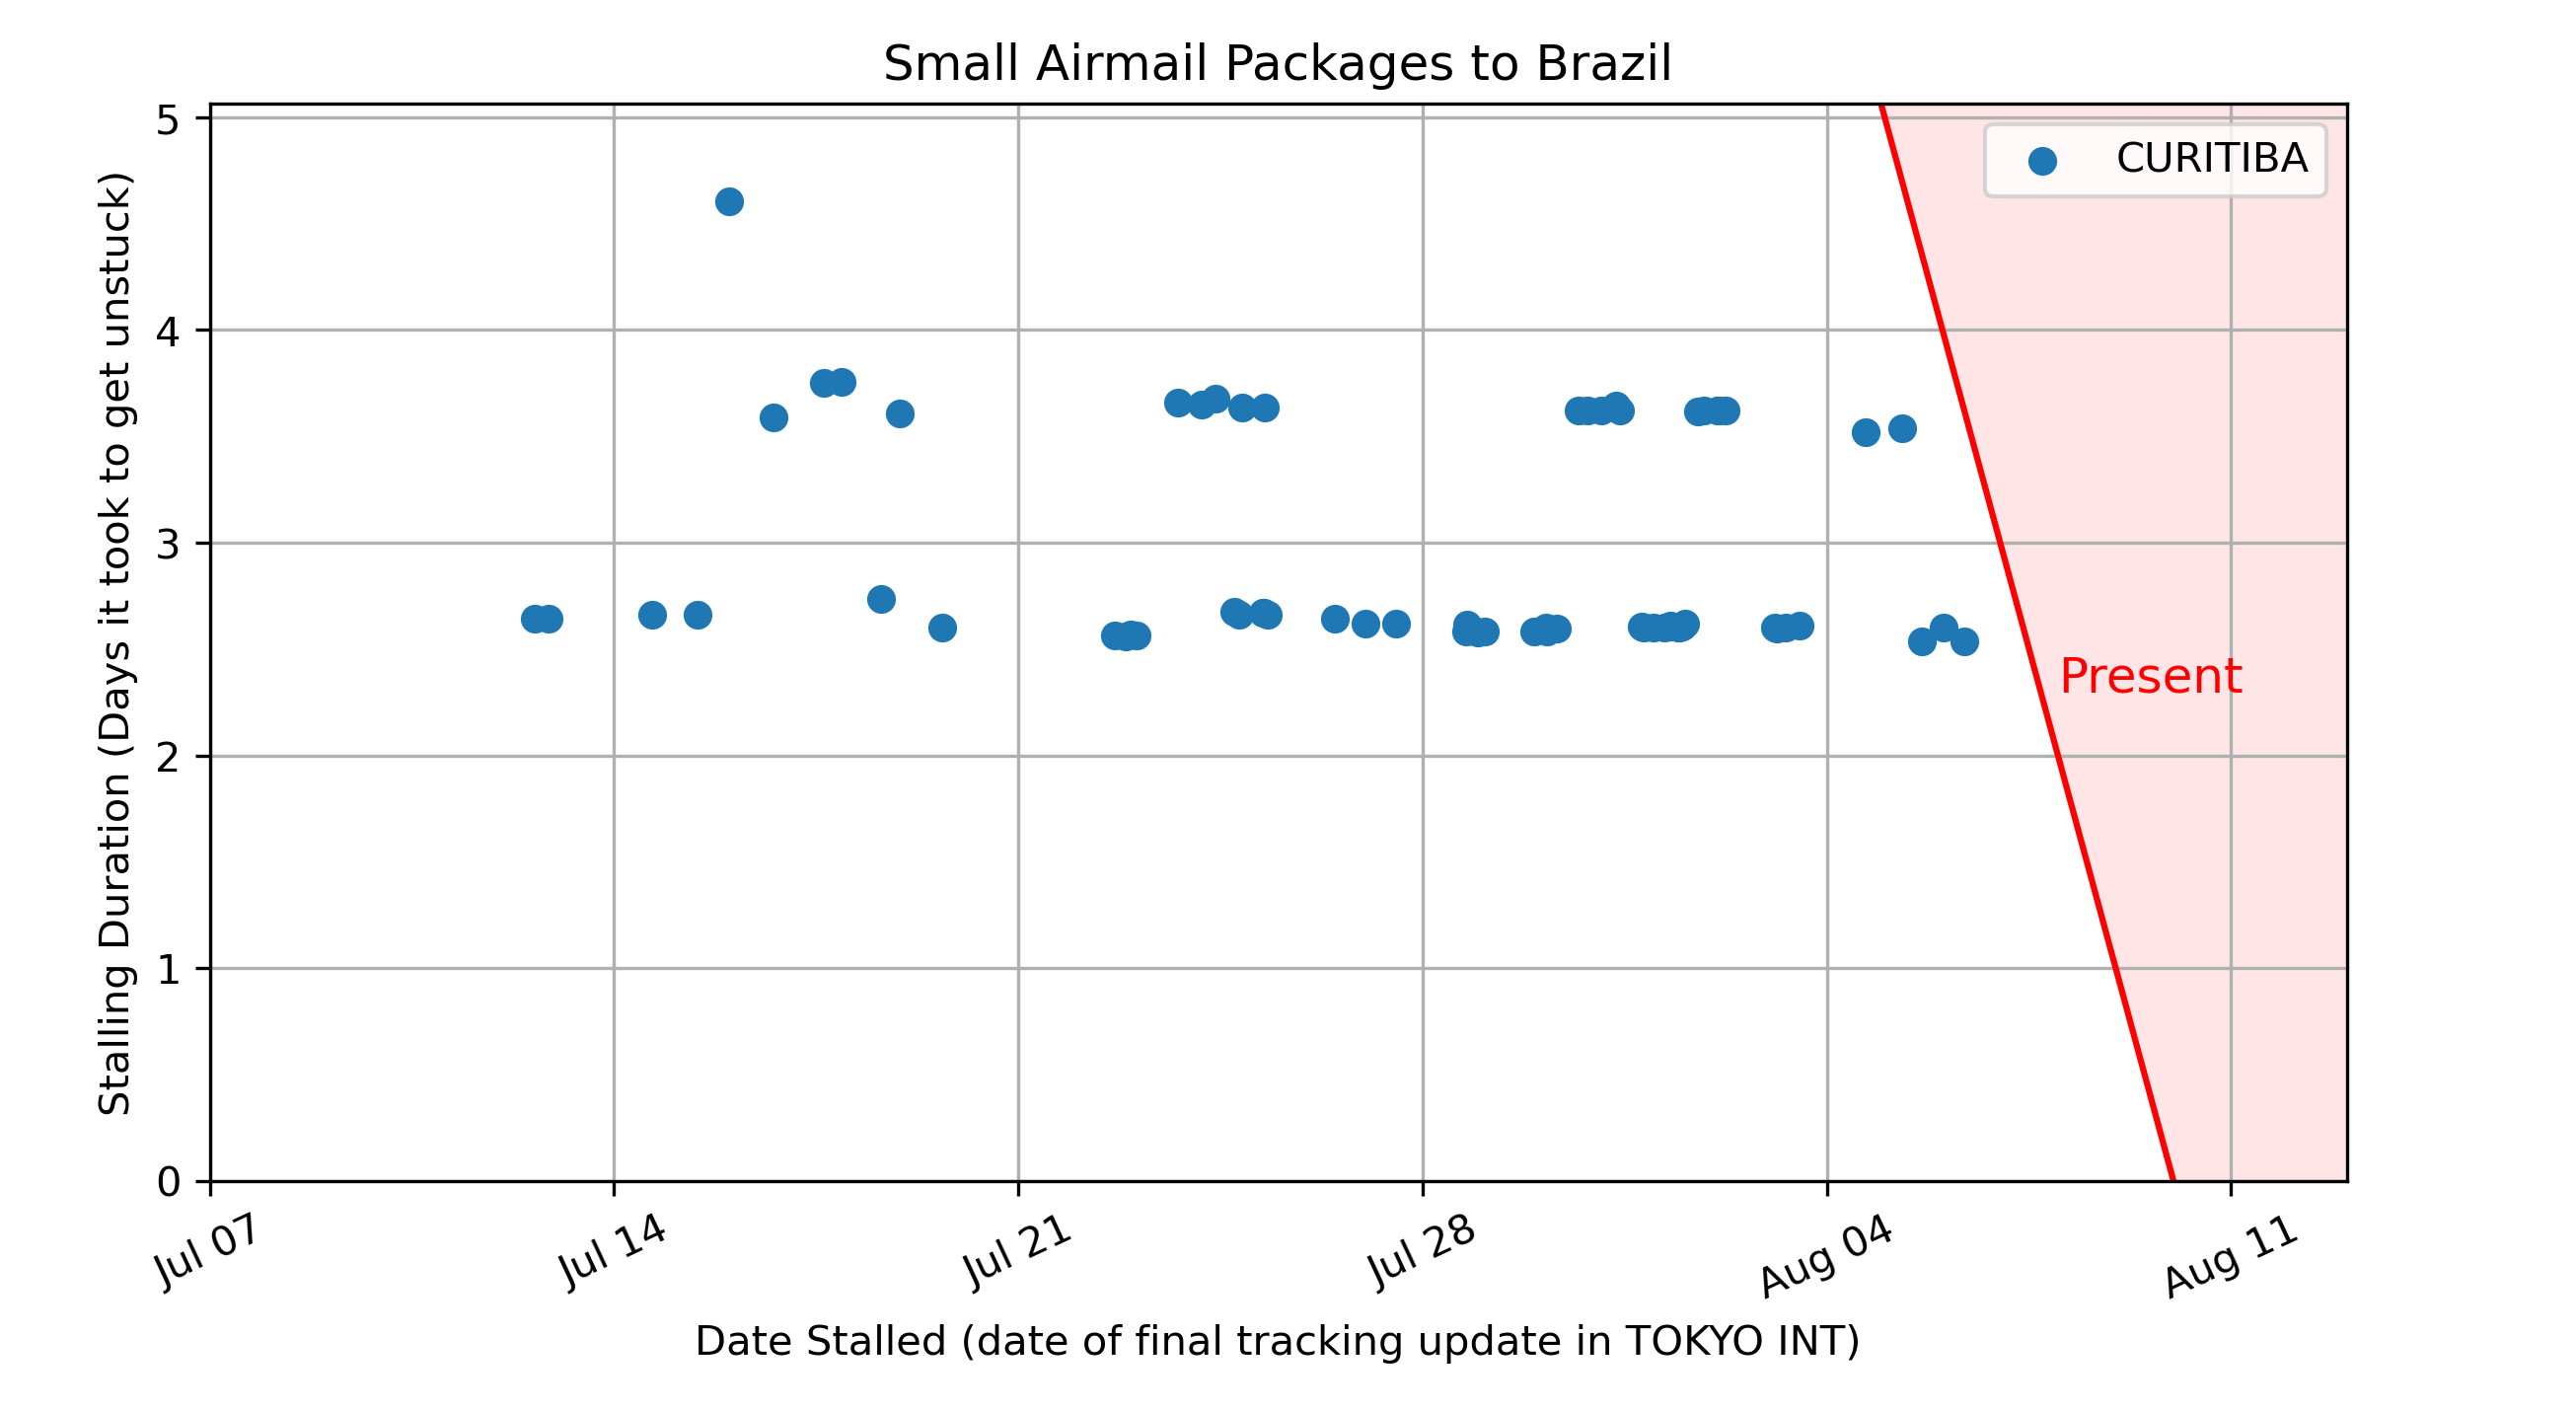 Small Airmail Packages to Brazil
Stalling Duration (Days it took to get unstuck)
5
4
3
2
1
0
CURITIBA
Present
Jul 07
Jul 14
Jul 21
Jul 28
Aug 04
Aug 11
Date Stalled (date of final tracking update in TOKYO INT)